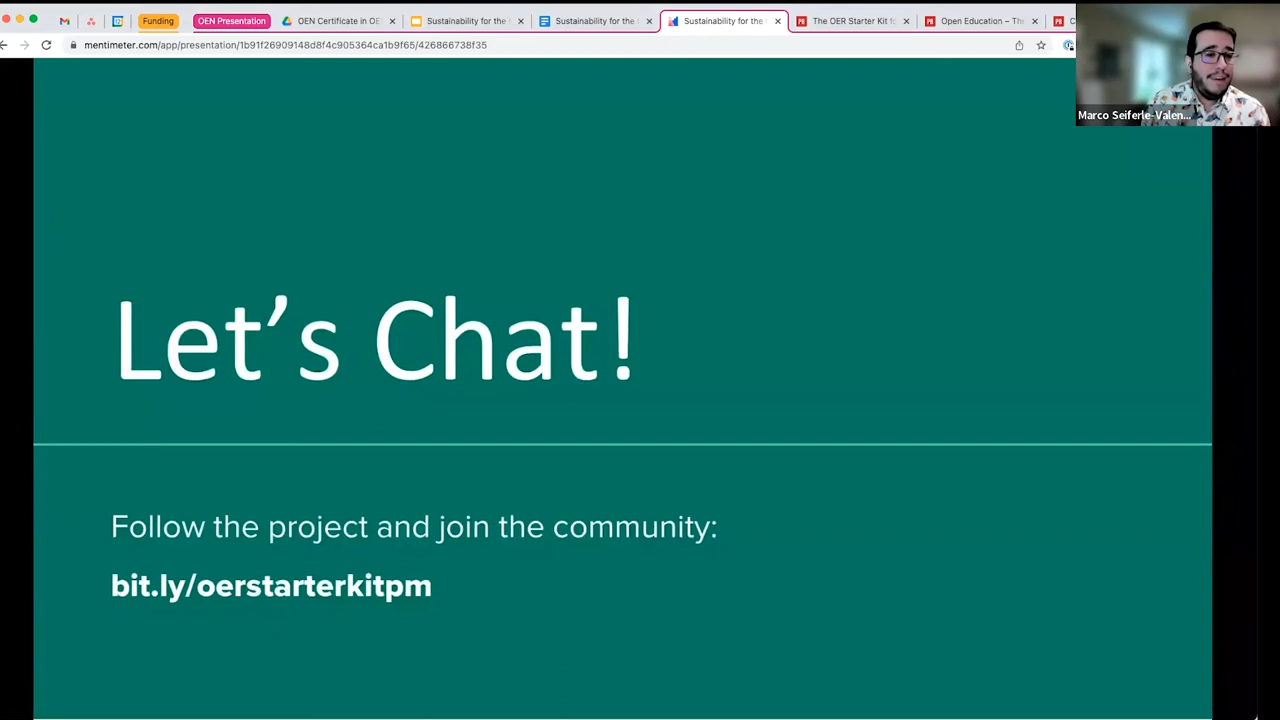 Funding
OEN Presentation
OEN Certificate in OE
Sustainability for the
Sustainability for the
Sustainability for the
The OER Starter Kit fo
Open Education – The
mentimeter.com/app/presentation/1b91f26909148d8f4c905364ca1b9f65/426866738f35
Marco Seiferle-Valen...
Let's Chat!
Follow the project and join the community:
bit.ly/oerstarterkitpm